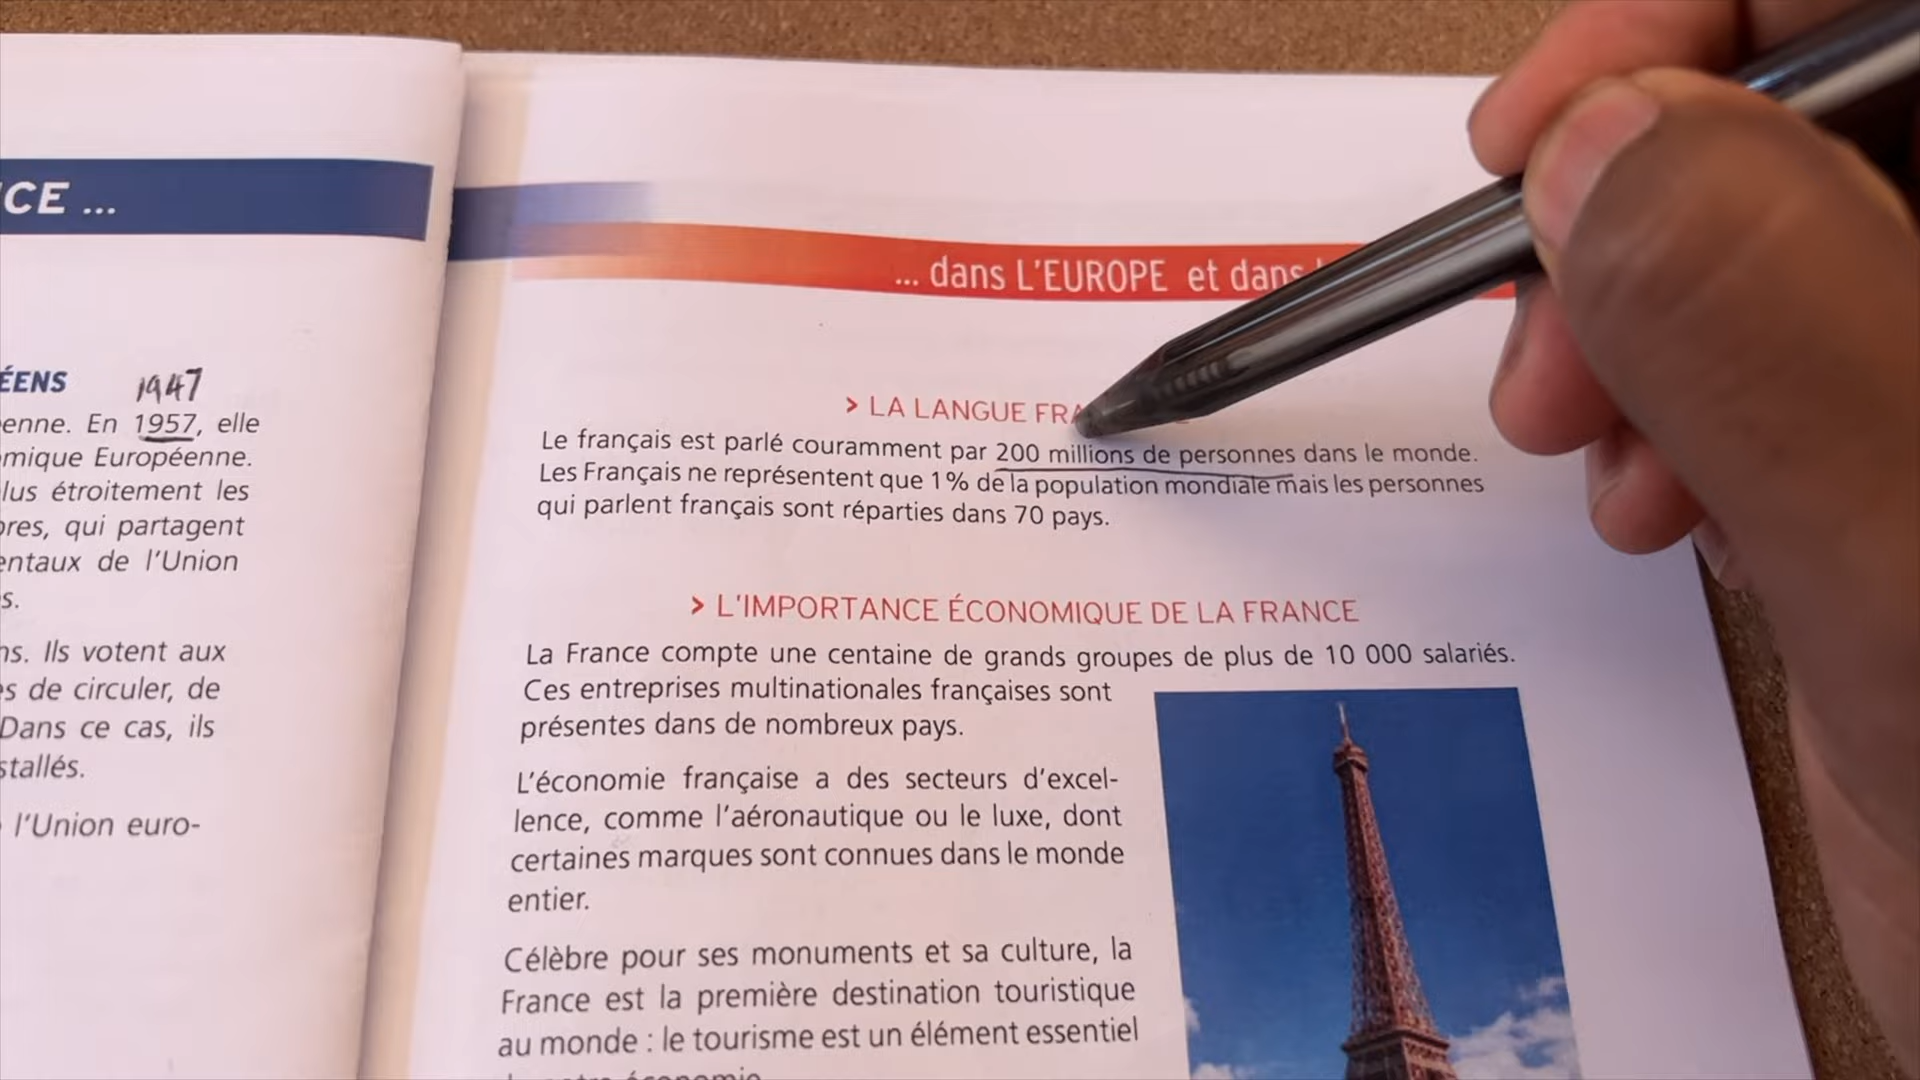 CE ...
ÉENS 1947
enne. En 1957, elle
mique Européenne.
lus étroitement les
res, qui partagent
entaux de l'Union
s.
ns. Ils votent aux
s de circuler, de
Dans ce cas, ils
stallés.
l'Union euro-
... dans L'EUROPE et dans
> LA LANGUE FRA
Le français est parlé couramment par 200 millions de personnes dans le monde.
Les Français ne représentent que 1% de la population mondiale mais les personnes
qui parlent français sont réparties dans 70 pays.
> L'IMPORTANCE ÉCONOMIQUE DE LA FRANCE
La France compte une centaine de grands groupes de plus de 10 000 salariés.
Ces entreprises multinationales françaises sont
présentes dans de nombreux pays.
L'économie française a des secteurs d'excel-
lence, comme l'aéronautique ou le luxe, dont
certaines marques sont connues dans le monde
entier.
Célèbre pour ses monuments et sa culture, la
France est la première destination touristique
au monde : le tourisme est un élément essentiel